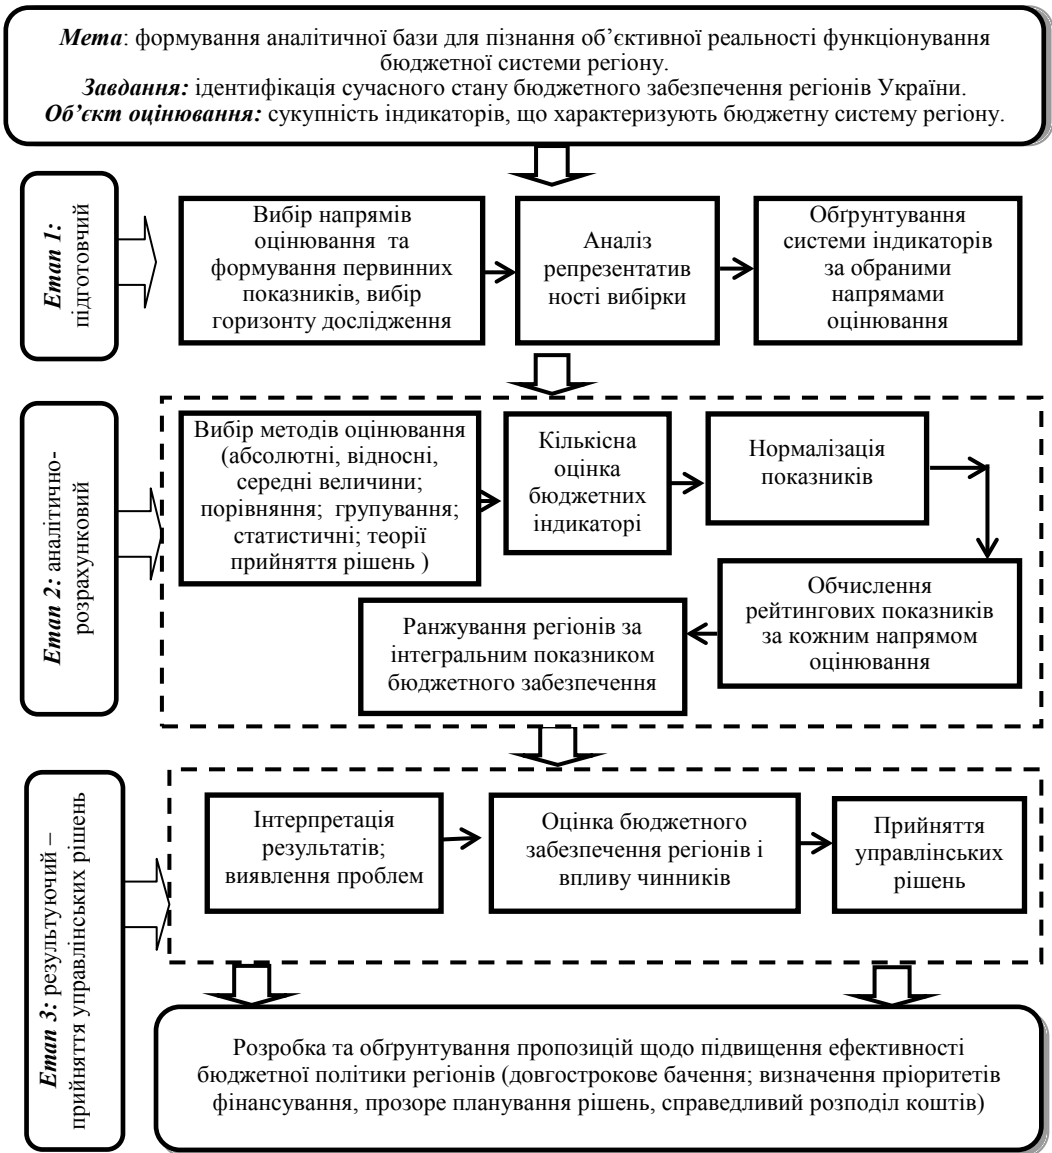 Мета: формування аналітичної бази для пізнання об’єктивної реальності функціонування
бюджетної системи регіону.
Завдання: ідентифікація сучасного стану бюджетного забезпечення регіонів України.
Об’єкт оцінювання: сукупність індикаторів, що характеризують бюджетну систему регіону.
Етап 1:
підготовчий
Вибір напрямів
оцінювання та
формування первинних
показників, вибір
горизонту дослідження
Аналіз
репрезентатив
ності вибірки
Обґрунтування
системи індикаторів
за обраними
напрямами
оцінювання
Етап 2: аналітично-
розрахунковий
Вибір методів оцінювання
(абсолютні, відносні,
середні величини;
порівняння; групування;
статистичні; теорії
прийняття рішень )
Кількісна
оцінка
бюджетних
індикаторі
Нормалізація
показників
Обчислення
рейтингових показників
за кожним напрямом
оцінювання
Ранжування регіонів за
інтегральним показником
бюджетного забезпечення
Етап 3: результуючий –
прийняття управлінських рішень
Інтерпретація
результатів;
виявлення проблем
Оцінка бюджетного
забезпечення регіонів і
впливу чинників
Прийняття
управлінських
рішень
Розробка та обґрунтування пропозицій щодо підвищення ефективності
бюджетної політики регіонів (довгострокове бачення; визначення пріоритетів
фінансування, прозоре планування рішень, справедливий розподіл коштів)